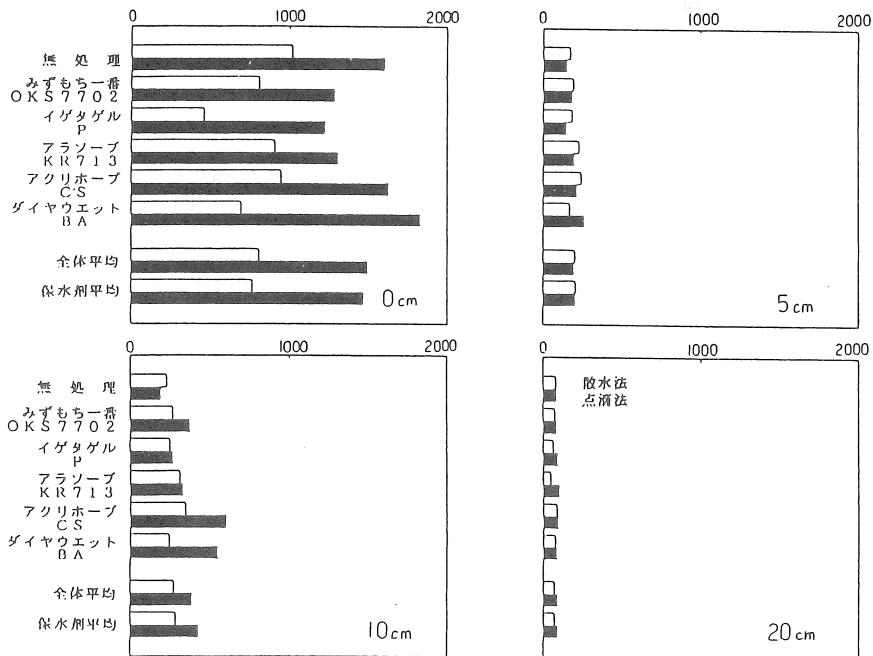 0 1000 2000
無処理
みずもち一番
OKS7702
イゲタゲル
P
アラソーブ
KR713
アクリホープ
CS
ダイヤウエット
BA
全体平均
保水剤平均
0cm
0 1000 2000
5cm
0 1000 2000
無処理
みずもち一番
OKS7702
イゲタゲル
P
アラソーブ
KR713
アクリホープ
CS
ダイヤウエット
BA
全体平均
保水剤平均
10cm
0 1000 2000
散水法
点滴法
20cm